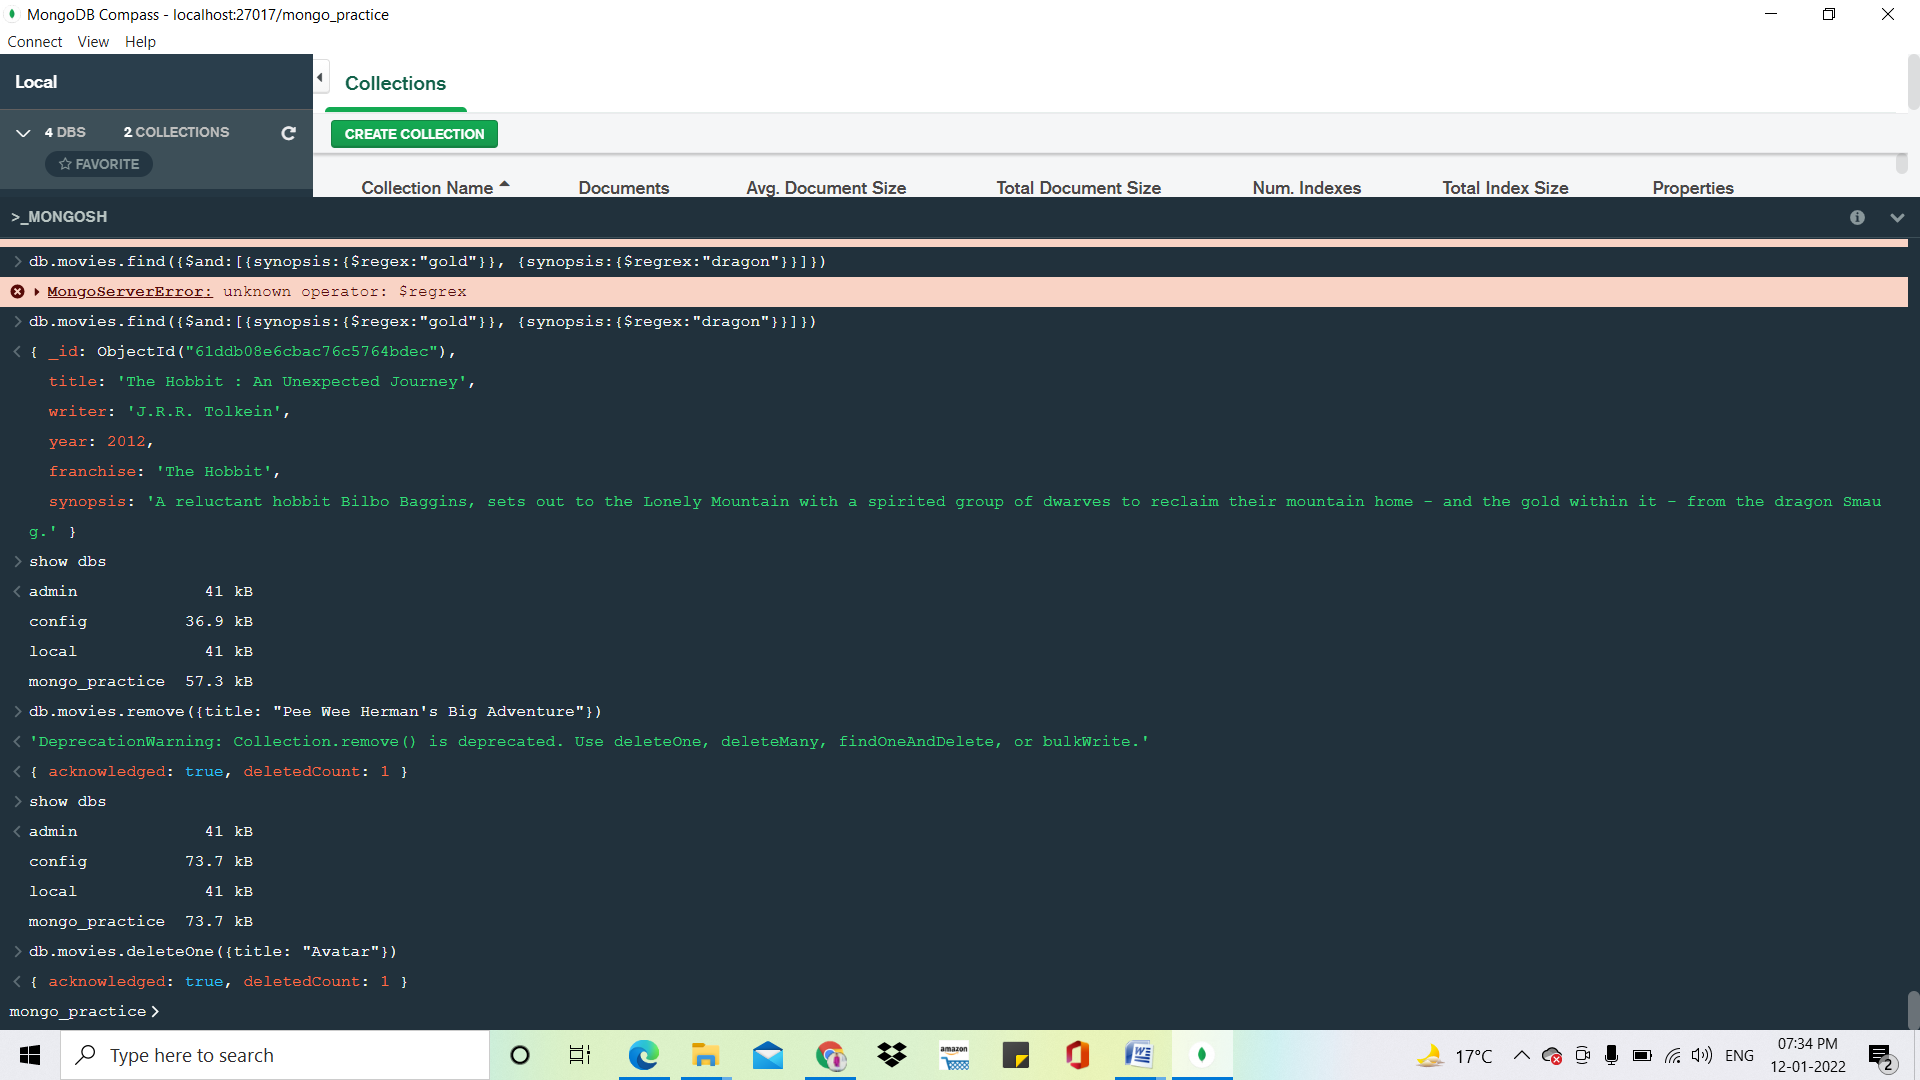 MongoDB Compass - localhost:27017/mongo_practice
Connect View Help
Local
Collections
4 DBS 2 COLLECTIONS
FAVORITE
CREATE COLLECTION
Collection Name Documents Avg. Document Size Total Document Size Num. Indexes Total Index Size Properties
>_MONGOSH
> db.movies.find({$and:[{synopsis:{$regex:"gold"}}, {synopsis:{$regrex:"dragon"}}]})
MongoServerError: unknown operator: $regrex
> db.movies.find({$and:[{synopsis:{$regex:"gold"}}, {synopsis:{$regex:"dragon"}}]})
< { _id: ObjectId("61ddb08e6cbac76c5764bdec"),
title: 'The Hobbit : An Unexpected Journey',
writer: 'J.R.R. Tolkein',
year: 2012,
franchise: 'The Hobbit',
synopsis: 'A reluctant hobbit Bilbo Baggins, sets out to the Lonely Mountain with a spirited group of dwarves to reclaim their mountain home - and the gold within it - from the dragon Smau
g.' }
> show dbs
< admin 41 kB
config 36.9 kB
local 41 kB
mongo_practice 57.3 kB
> db.movies.remove({title: "Pee Wee Herman's Big Adventure"})
< 'DeprecationWarning: Collection.remove() is deprecated. Use deleteOne, deleteMany, findOneAndDelete, or bulkWrite.'
< { acknowledged: true, deletedCount: 1 }
> show dbs
< admin 41 kB
config 73.7 kB
local 41 kB
mongo_practice 73.7 kB
> db.movies.deleteOne({title: "Avatar"})
< { acknowledged: true, deletedCount: 1 }
mongo_practice>
Type here to search
amazon
17°C
ENG
07:34 PM
12-01-2022
2